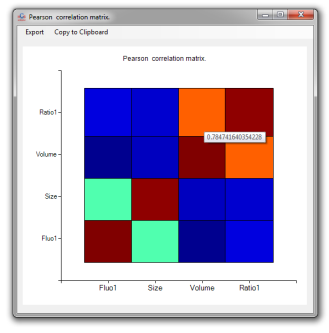 Pearson correlation matrix.
Export Copy to Clipboard
Pearson correlation matrix.
Ratio1
0.784741640354228
Volume
Size
Fluo1
Fluo1 Size Volume Ratio1